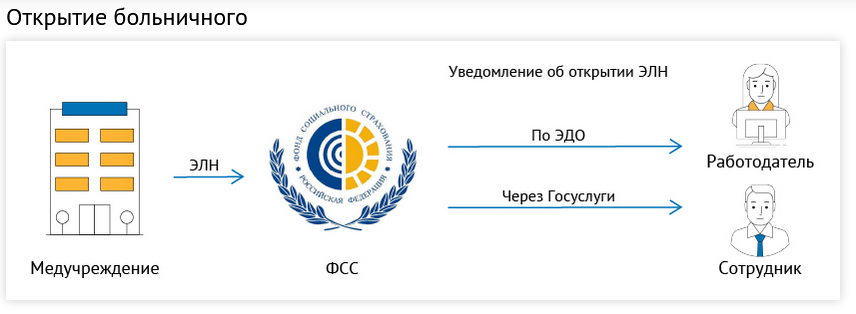 Открытие больничного
Уведомление об открытии ЭЛН
ФОНД СОЦИАЛЬНОГО СТРАХОВАНИЯ
РОССИЙСКАЯ ФЕДЕРАЦИЯ
ЭЛН
По ЭДО
Работодатель
Через Госуслуги
Медучреждение
ФСС
Сотрудник